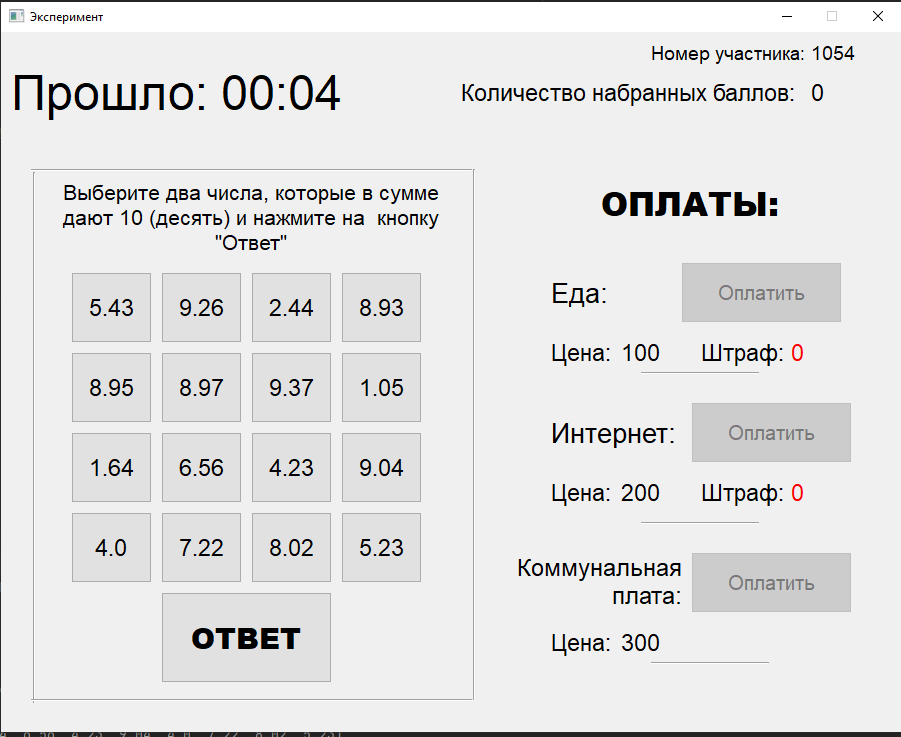 Эксперимент
Номер участника: 1054
Прошло: 00:04
Количество набранных баллов: 0
Выберите два числа, которые в сумме
дают 10 (десять) и нажмите на кнопку
"Ответ"
5.43 9.26 2.44 8.93
8.95 8.97 9.37 1.05
1.64 6.56 4.23 9.04
4.0 7.22 8.02 5.23
ОТВЕТ
ОПЛАТЫ:
Еда: Оплатить
Цена: 100 Штраф: 0
Интернет: Оплатить
Цена: 200 Штраф: 0
Коммунальная
плата: Оплатить
Цена: 300